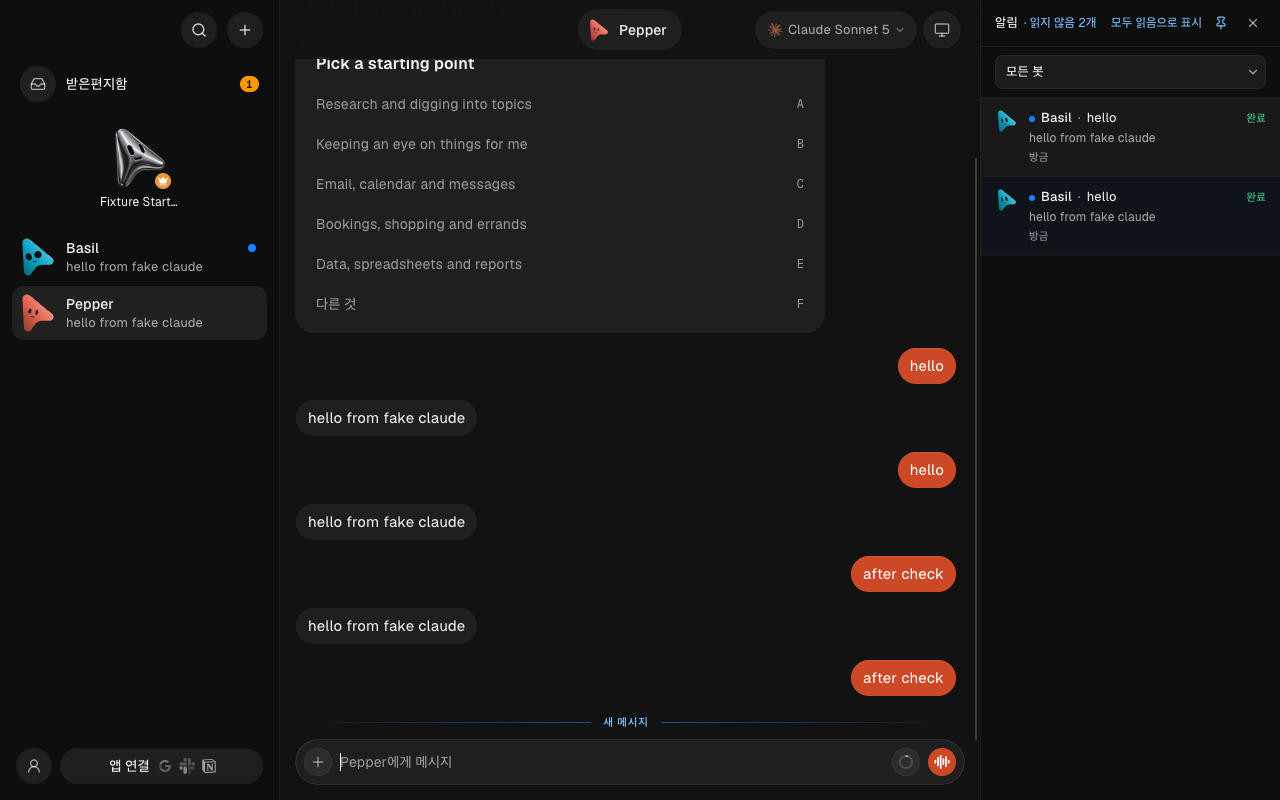 받은편지함
1
Fixture Start…
Basil
hello from fake claude
Pepper
hello from fake claude
앱 연결
Pepper
Claude Sonnet 5
Pick a starting point
Research and digging into topics A
Keeping an eye on things for me B
Email, calendar and messages C
Bookings, shopping and errands D
Data, spreadsheets and reports E
다른 것 F
hello
hello from fake claude
hello
hello from fake claude
after check
hello from fake claude
after check
새 메시지
Pepper에게 메시지
알림 · 읽지 않음 2개 모두 읽음으로 표시
모든 봇
Basil · hello 완료
hello from fake claude
방금
Basil · hello 완료
hello from fake claude
방금